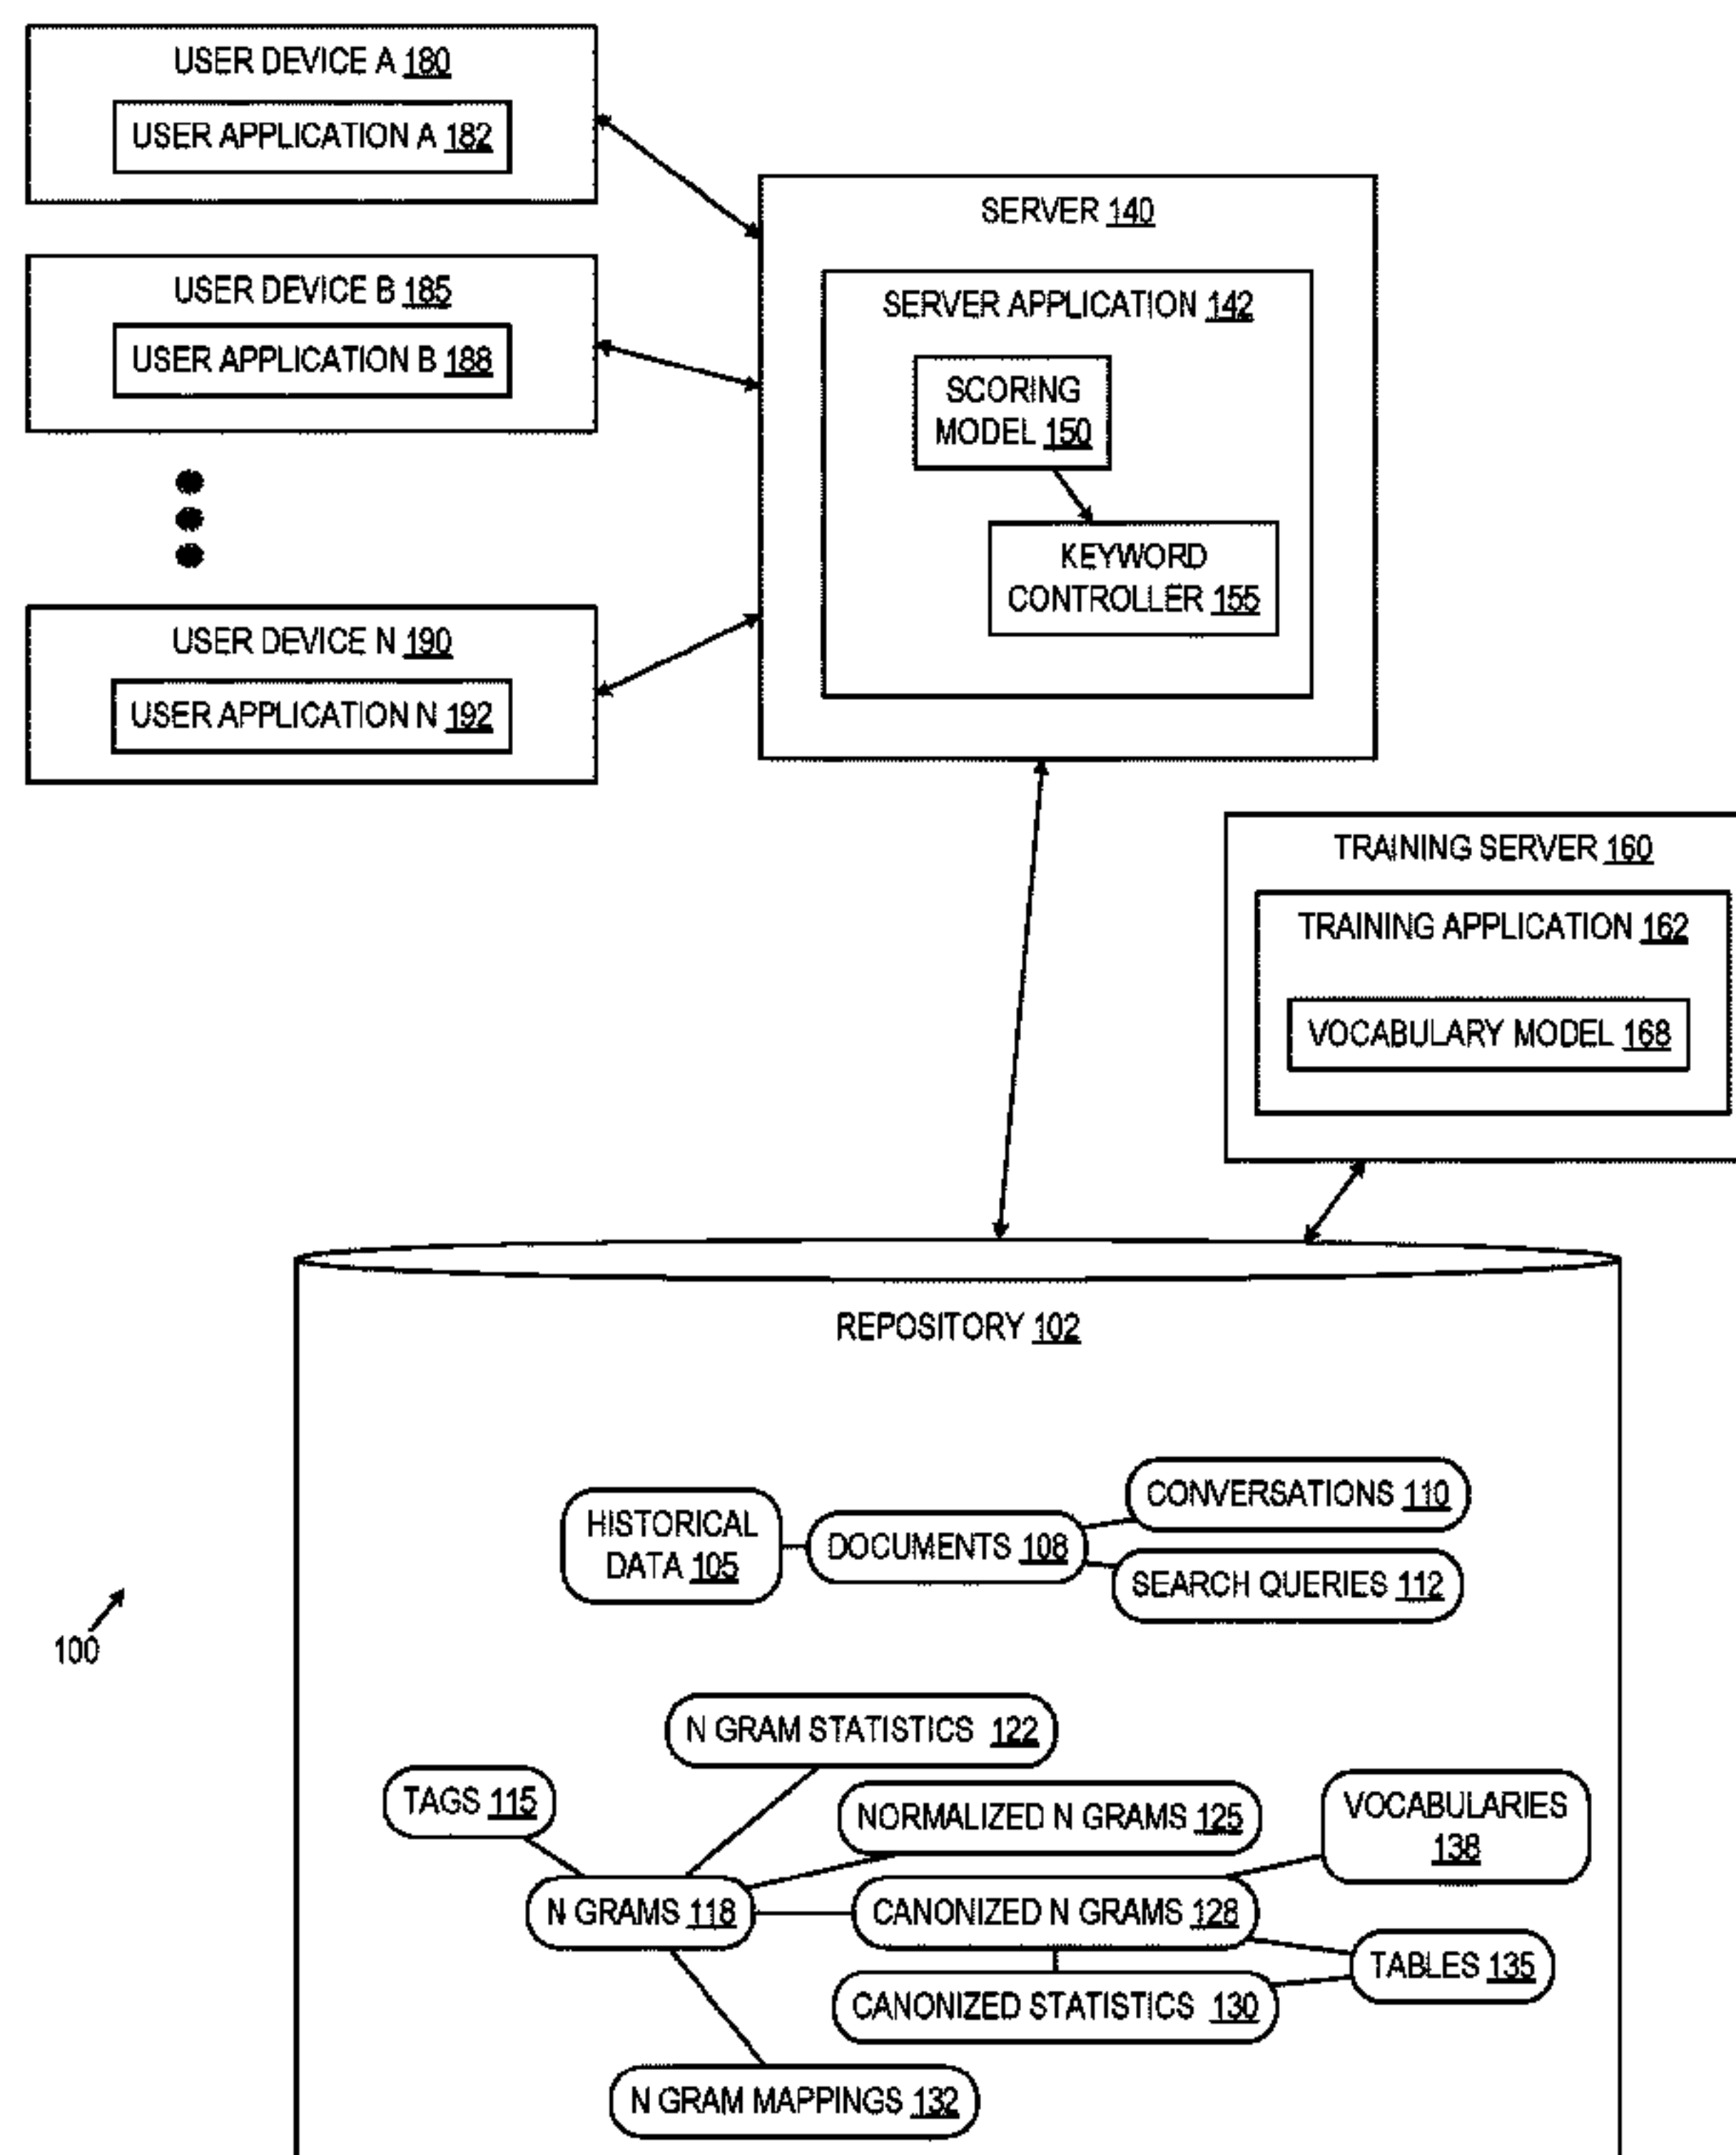 USER DEVICE A 180
USER APPLICATION A 182
USER DEVICE B 185
USER APPLICATION B 188
USER DEVICE N 190
USER APPLICATION N 192
SERVER 140
SERVER APPLICATION 142
SCORING
MODEL 150
KEYWORD
CONTROLLER 155
TRAINING SERVER 160
TRAINING APPLICATION 162
VOCABULARY MODEL 168
REPOSITORY 102
HISTORICAL
DATA 105
DOCUMENTS 108
CONVERSATIONS 110
SEARCH QUERIES 112
100
N GRAM STATISTICS 122
TAGS 115
NORMALIZED N GRAMS 125
VOCABULARIES
138
N GRAMS 118
CANONIZED N GRAMS 128
TABLES 135
CANONIZED STATISTICS 130
N GRAM MAPPINGS 132